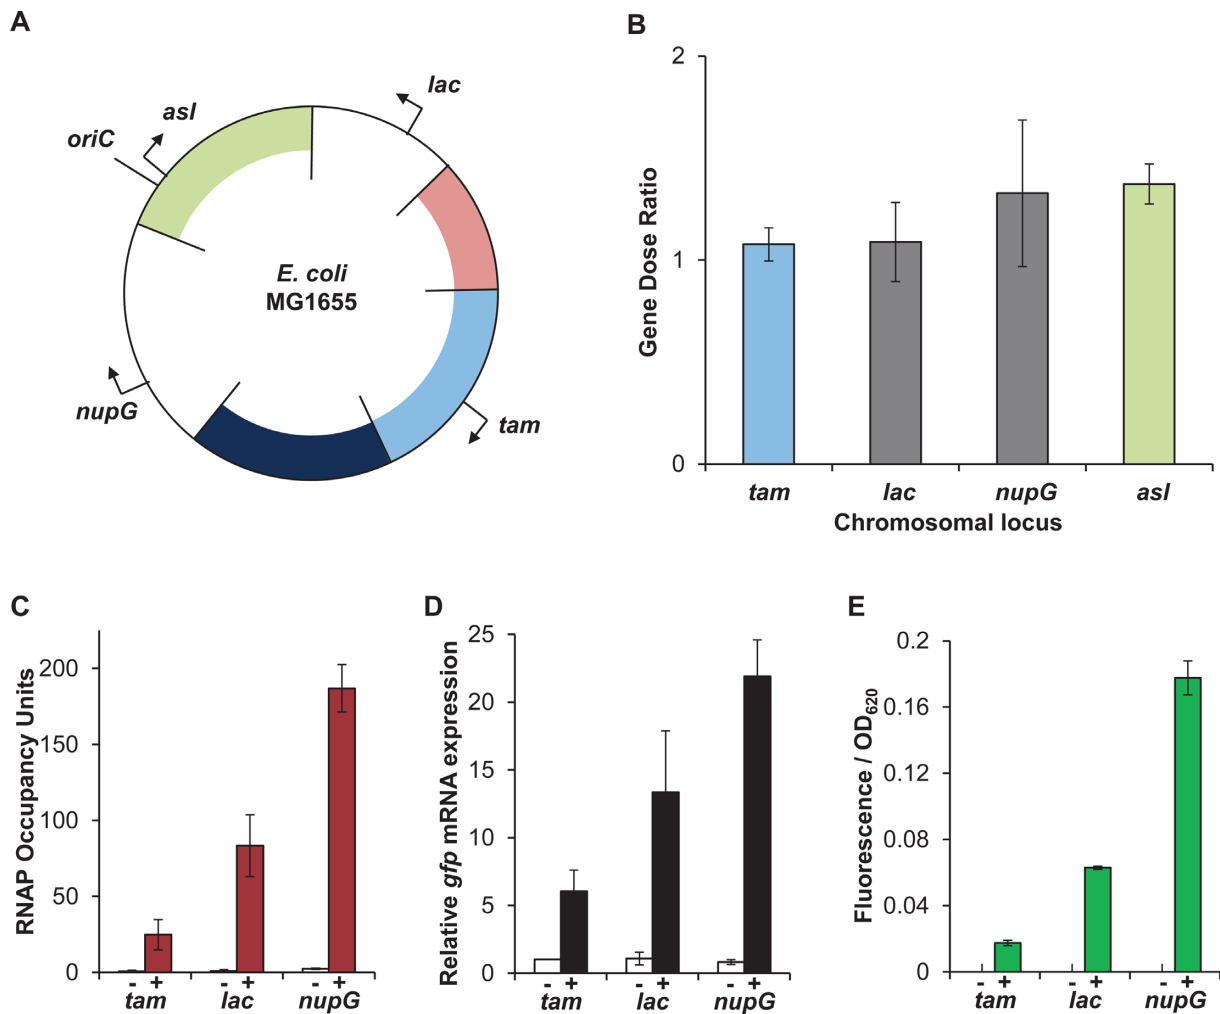 A
oriC
asl
lac
E. coli
MG1655
nupG
tam
B
2
1
0
Gene Dose Ratio
tam lac nupG asl
Chromosomal locus
C
200
150
100
50
0
RNAP Occupancy Units
- + - + - +
tam lac nupG
D
25
20
15
10
5
0
Relative gfp mRNA expression
- + - + - +
tam lac nupG
E
0.2
0.16
0.12
0.08
0.04
0
Fluorescence / OD620
- + - + - +
tam lac nupG